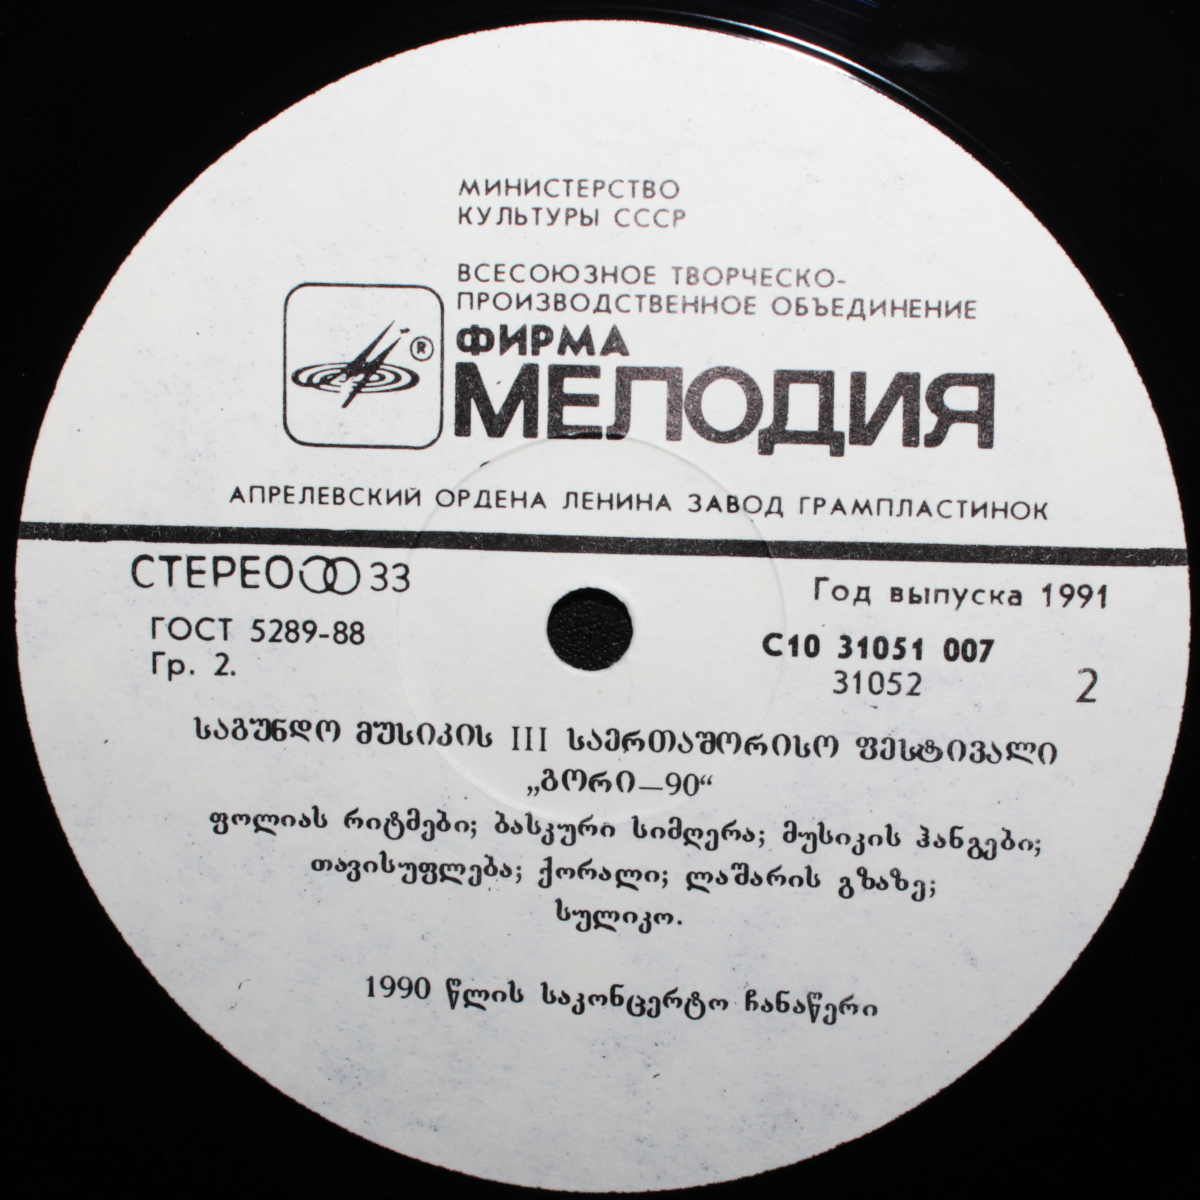 МИНИСТЕРСТВО
КУЛЬТУРЫ СССР
ВСЕСОЮЗНОЕ ТВОРЧЕСКО-
ПРОИЗВОДСТВЕННОЕ ОБЪЕДИНЕНИЕ
ФИРМА
®
МЕЛОДИЯ
АПРЕЛЕВСКИЙ ОРДЕНА ЛЕНИНА ЗАВОД ГРАМПЛАСТИНОК
СТЕРЕО 33
Год выпуска 1991
ГОСТ 5289-88
С10 31051 007
Гр. 2.
31052
2
საგუნდო მუსიკის III საერთაშორისო ფესტივალი
„გორი—90“
ფოლიას რიტმები; ბასკური სიმღერა; მუსიკის ჰანგები;
თავისუფლება; ქორალი; ლაშარის გზაზე;
სულიკო.
1990 წლის საკონცერტო ჩანაწერი